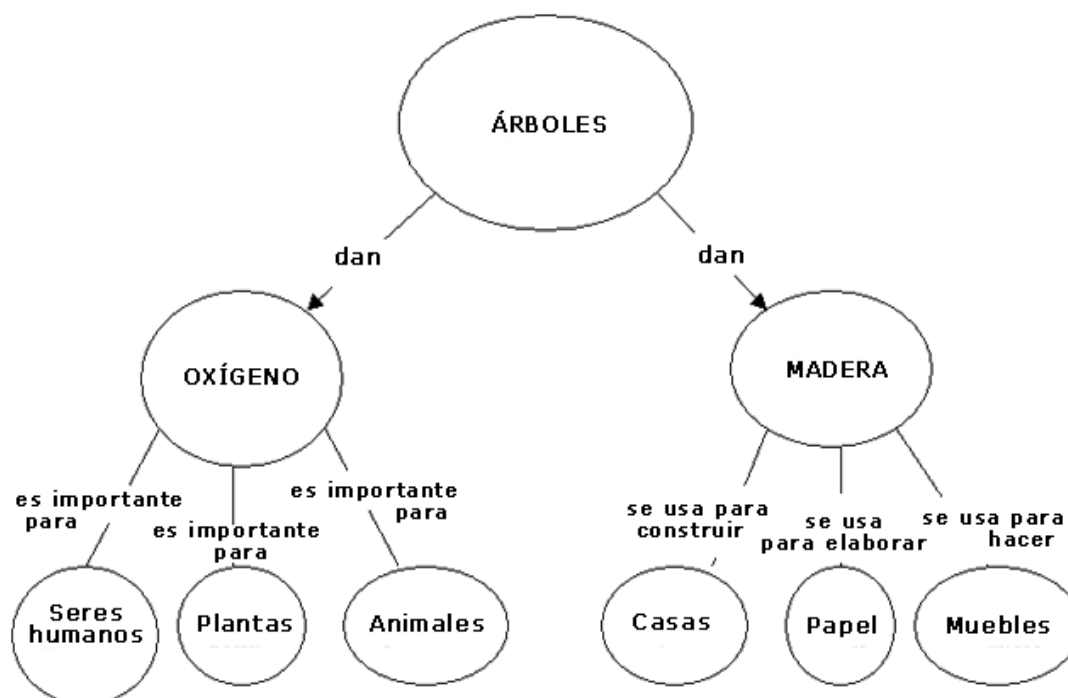 ÁRBOLES
dan
dan
OXÍGENO
MADERA
es importante
para
es importante
para
es importante
para
se usa para
construir
se usa
para elaborar
se usa para
hacer
Seres
humanos
Plantas
Animales
Casas
Papel
Muebles